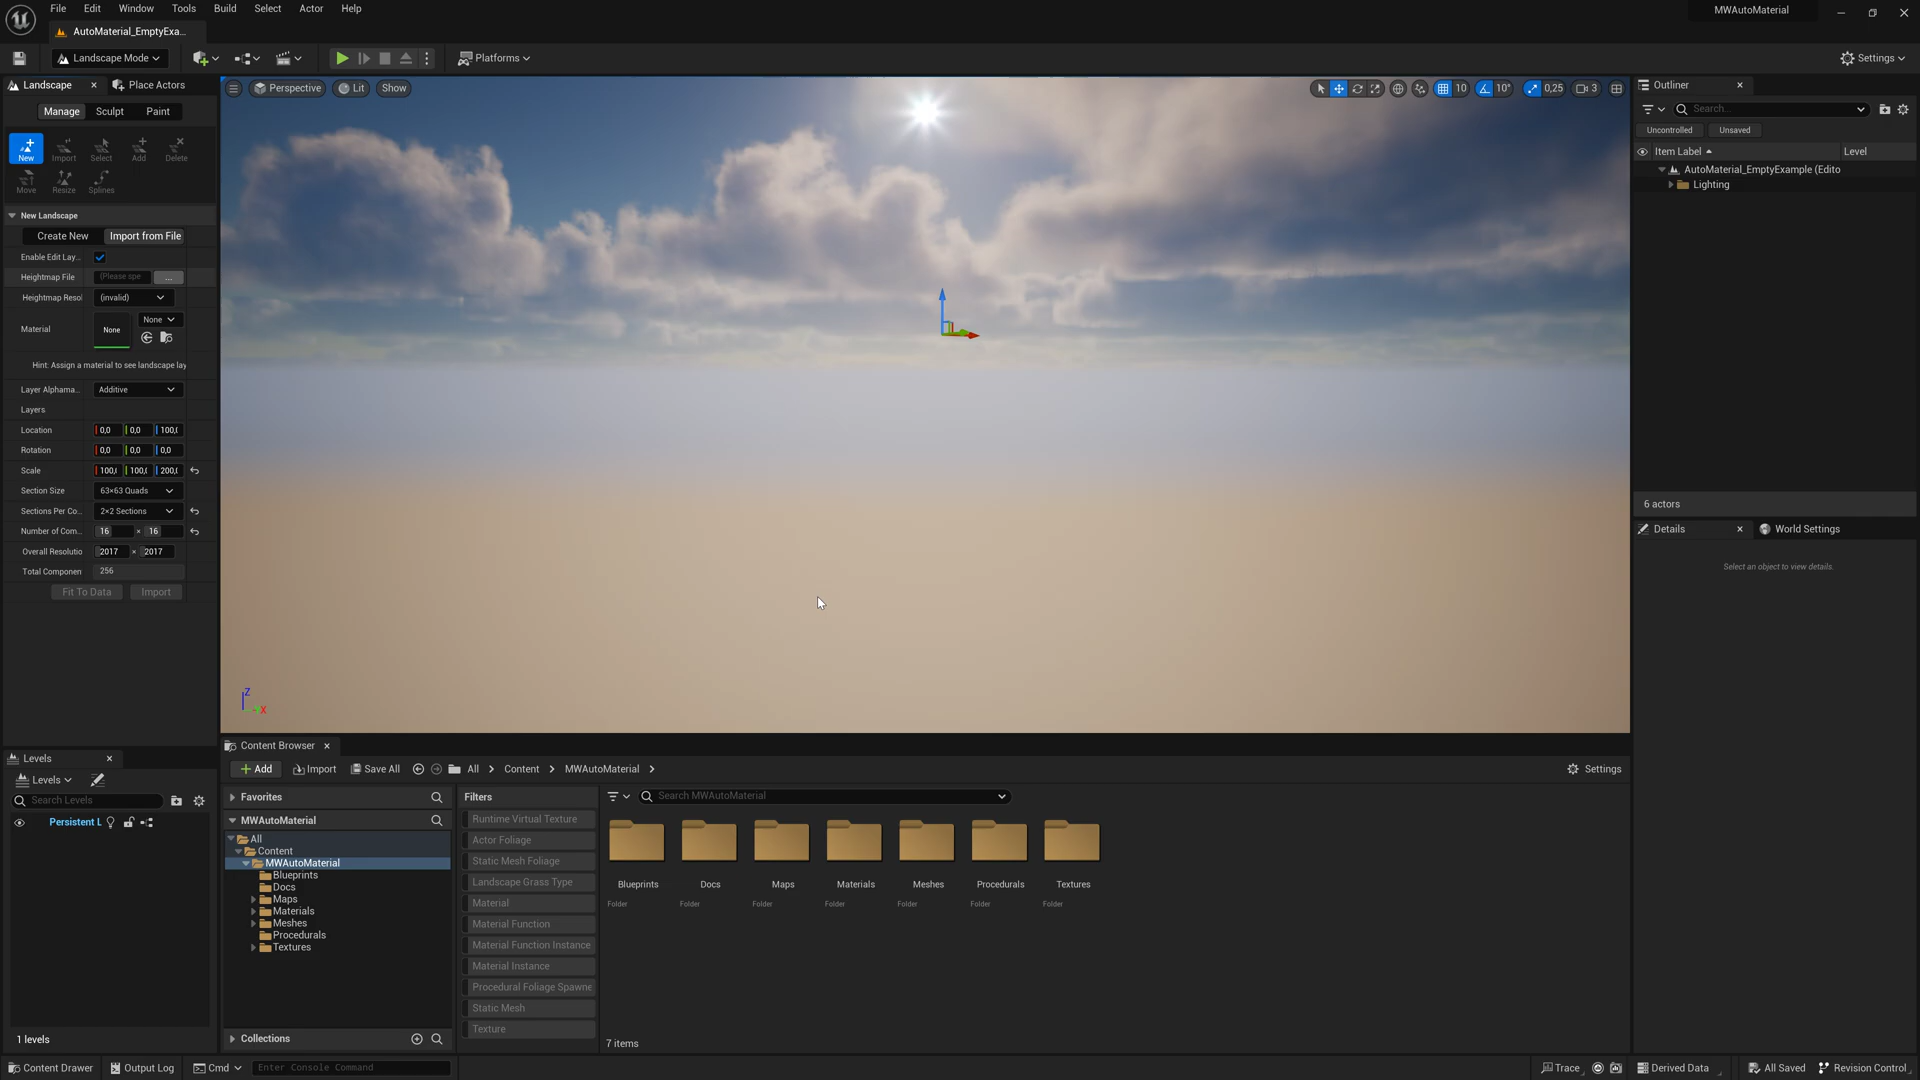 File Edit Window Tools Build Select Actor Help
MWAutoMaterial
AutoMaterial_EmptyExa...
Landscape Mode
Platforms
Settings
Landscape
Place Actors
Manage Sculpt Paint
New Import Select Add Delete
Move Resize Splines
New Landscape
Create New Import from File
Enable Edit Lay...
Heightmap File (Please spe ...
Heightmap Resol (invalid)
Material None None
Hint: Assign a material to see landscape lay
Layer Alphama... Additive
Layers
Location 0,0 0,0 100,(
Rotation 0,0 0,0 0,0
Scale 100,( 100,( 200,(
Section Size 63×63 Quads
Sections Per Co... 2×2 Sections
Number of Com... 16 × 16
Overall Resolutio 2017 × 2017
Total Componen 256
Fit To Data Import
Perspective Lit Show
10 10° 0,25 3
Z
X
Outliner
Search...
Uncontrolled Unsaved
Item Label Level
AutoMaterial_EmptyExample (Edito
Lighting
6 actors
Details World Settings
Select an object to view details.
Levels
Levels
Search Levels
Persistent L
1 levels
Content Browser
Add Import Save All All Content MWAutoMaterial
Settings
Favorites
MWAutoMaterial
All
Content
MWAutoMaterial
Blueprints
Docs
Maps
Materials
Meshes
Procedurals
Textures
Collections
Filters
Runtime Virtual Texture
Actor Foliage
Static Mesh Foliage
Landscape Grass Type
Material
Material Function
Material Function Instance
Material Instance
Procedural Foliage Spawne
Static Mesh
Texture
Search MWAutoMaterial
Blueprints Docs Maps Materials Meshes Procedurals Textures
Folder Folder Folder Folder Folder Folder Folder
7 items
Content Drawer Output Log Cmd Enter Console Command
Trace Derived Data All Saved Revision Control